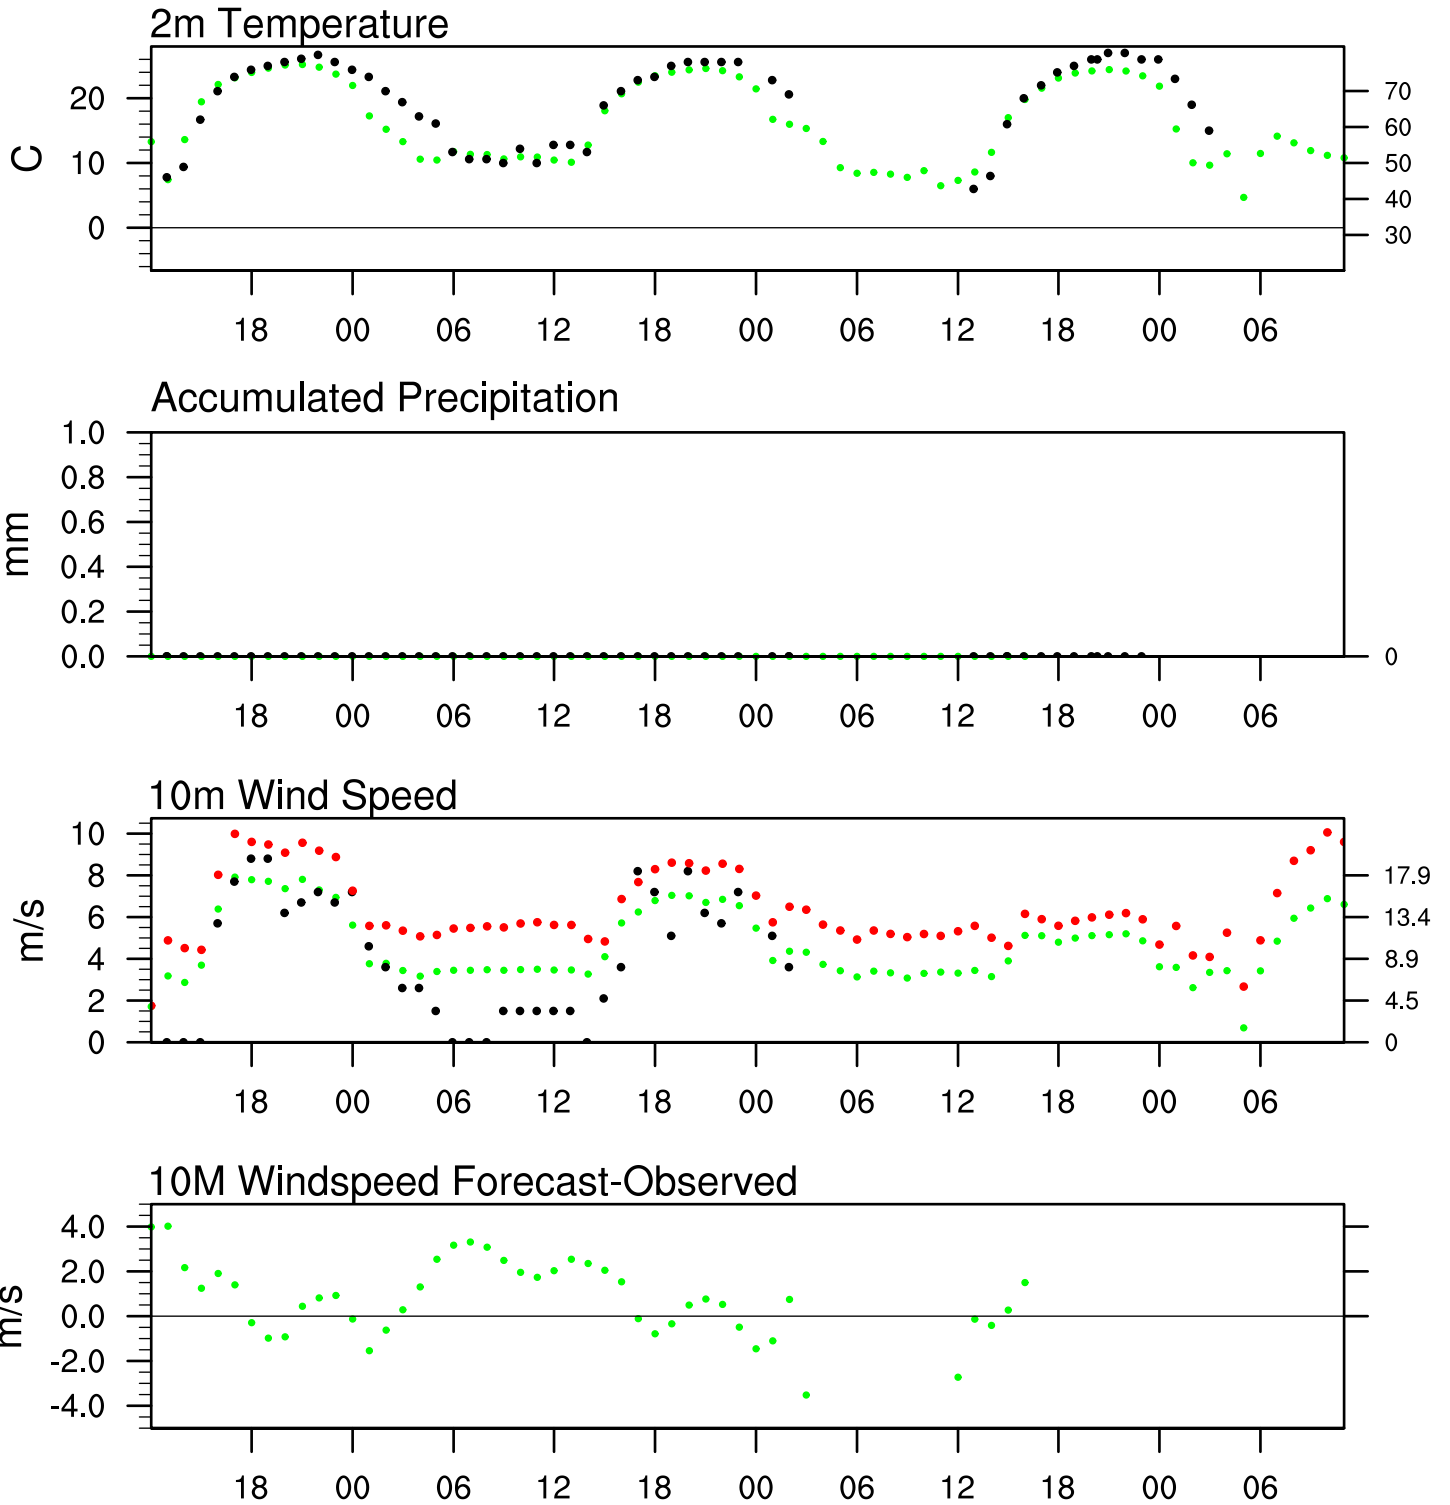 2m Temperature
20
10
0
C
70
60
50
40
30
18 00 06 12 18 00 06 12 18 00 06
Accumulated Precipitation
1.0
0.8
0.6
0.4
0.2
0.0
mm
0
18 00 06 12 18 00 06 12 18 00 06
10m Wind Speed
10
8
6
4
2
0
m/s
17.9
13.4
8.9
4.5
0
18 00 06 12 18 00 06 12 18 00 06
10M Windspeed Forecast-Observed
4.0
2.0
0.0
-2.0
-4.0
m/s
18 00 06 12 18 00 06 12 18 00 06